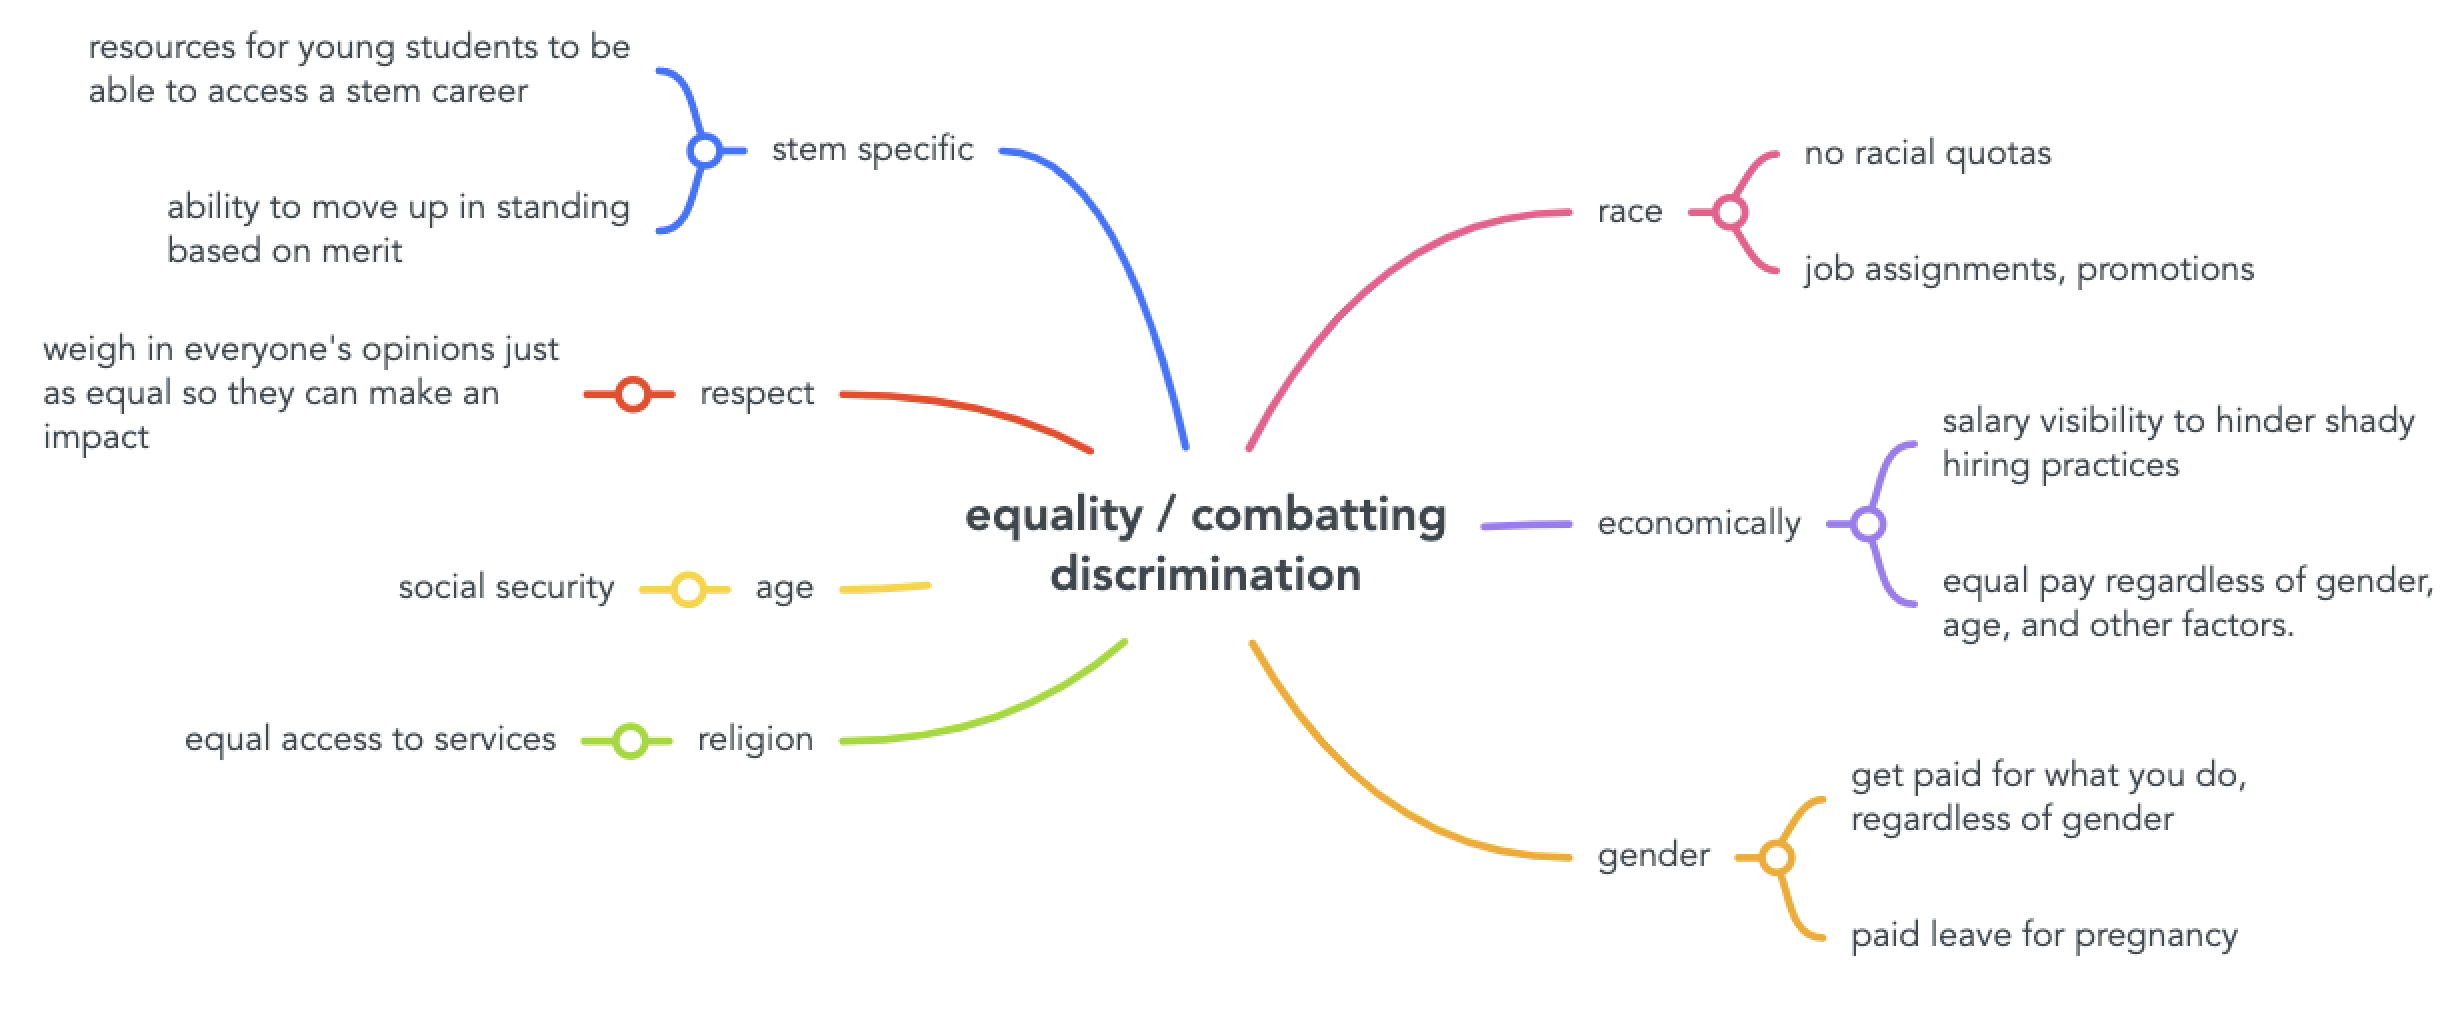 resources for young students to be
able to access a stem career
stem specific
ability to move up in standing
based on merit
weigh in everyone's opinions just
as equal so they can make an
impact
respect
social security
age
equal access to services
religion
equality / combatting
discrimination
race
no racial quotas
job assignments, promotions
economically
salary visibility to hinder shady
hiring practices
equal pay regardless of gender,
age, and other factors.
gender
get paid for what you do,
regardless of gender
paid leave for pregnancy